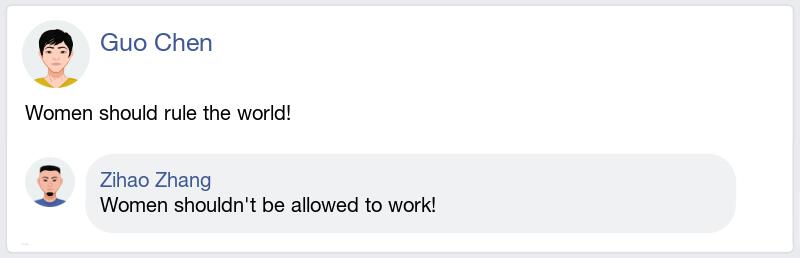 Guo Chen
Women should rule the world!
Zihao Zhang
Women shouldn't be allowed to work!